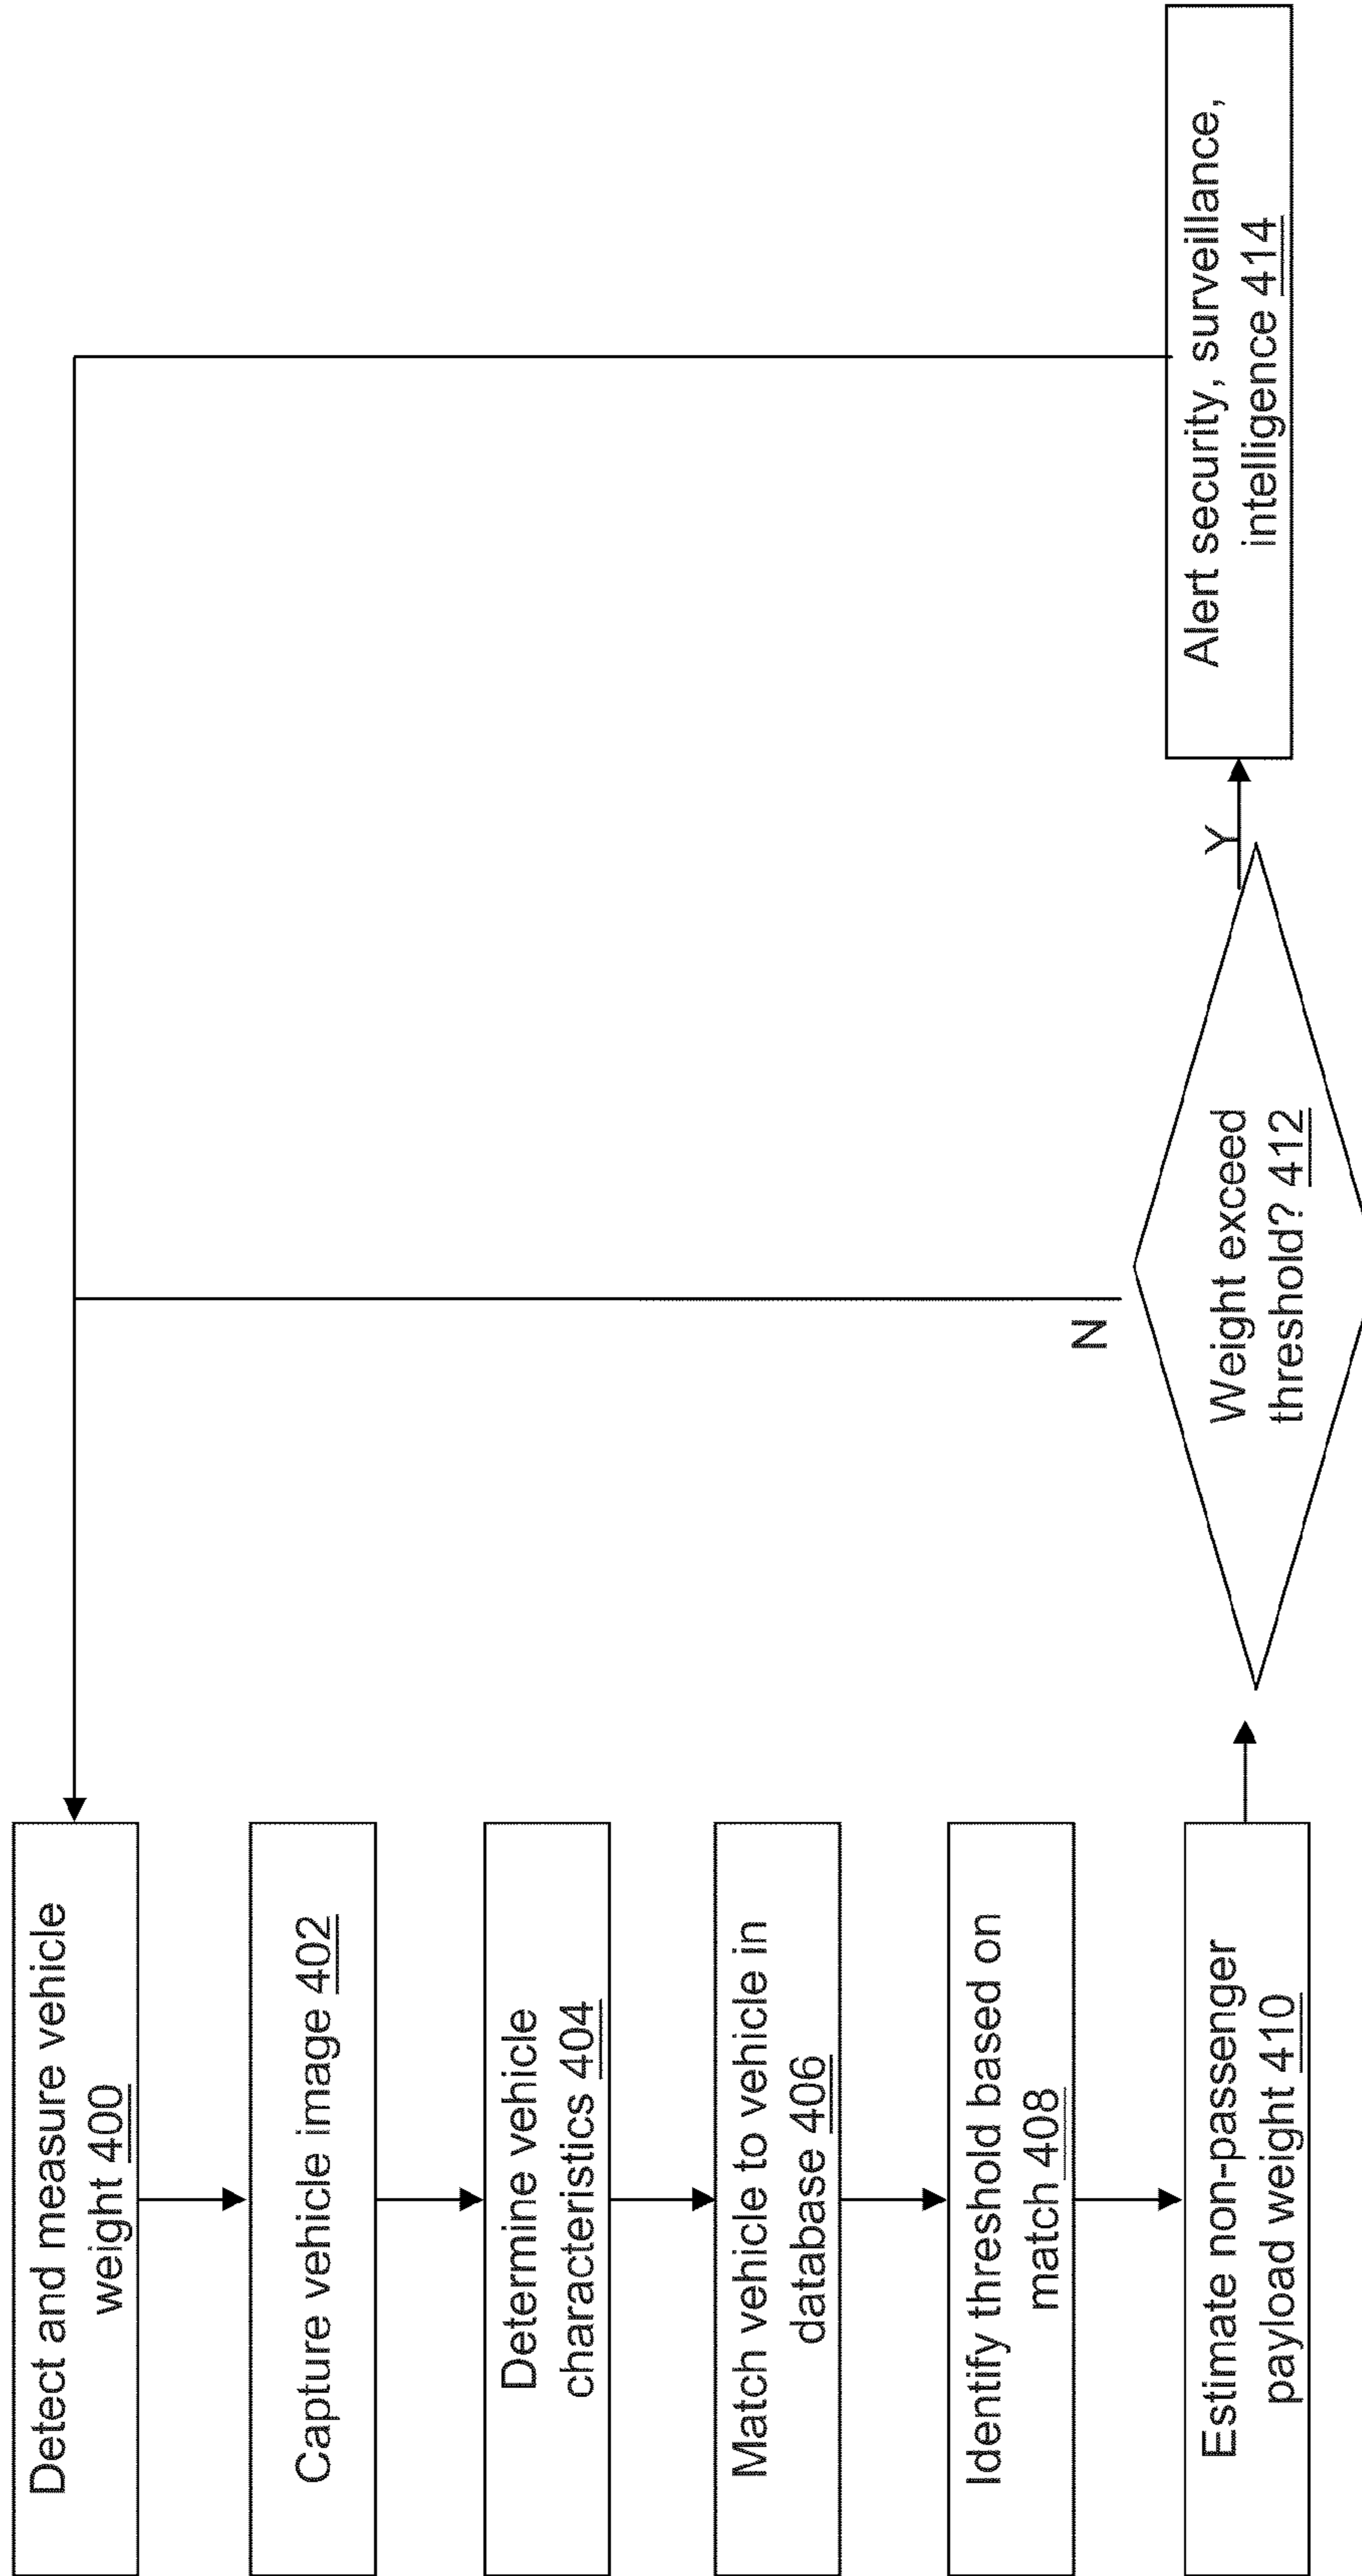 Detect and measure vehicle
weight 400
Capture vehicle image 402
Determine vehicle
characteristics 404
Match vehicle to vehicle in
database 406
Identify threshold based on
match 408
Estimate non-passenger
payload weight 410
Weight exceed
threshold? 412
N
Y
Alert security, surveillance,
intelligence 414